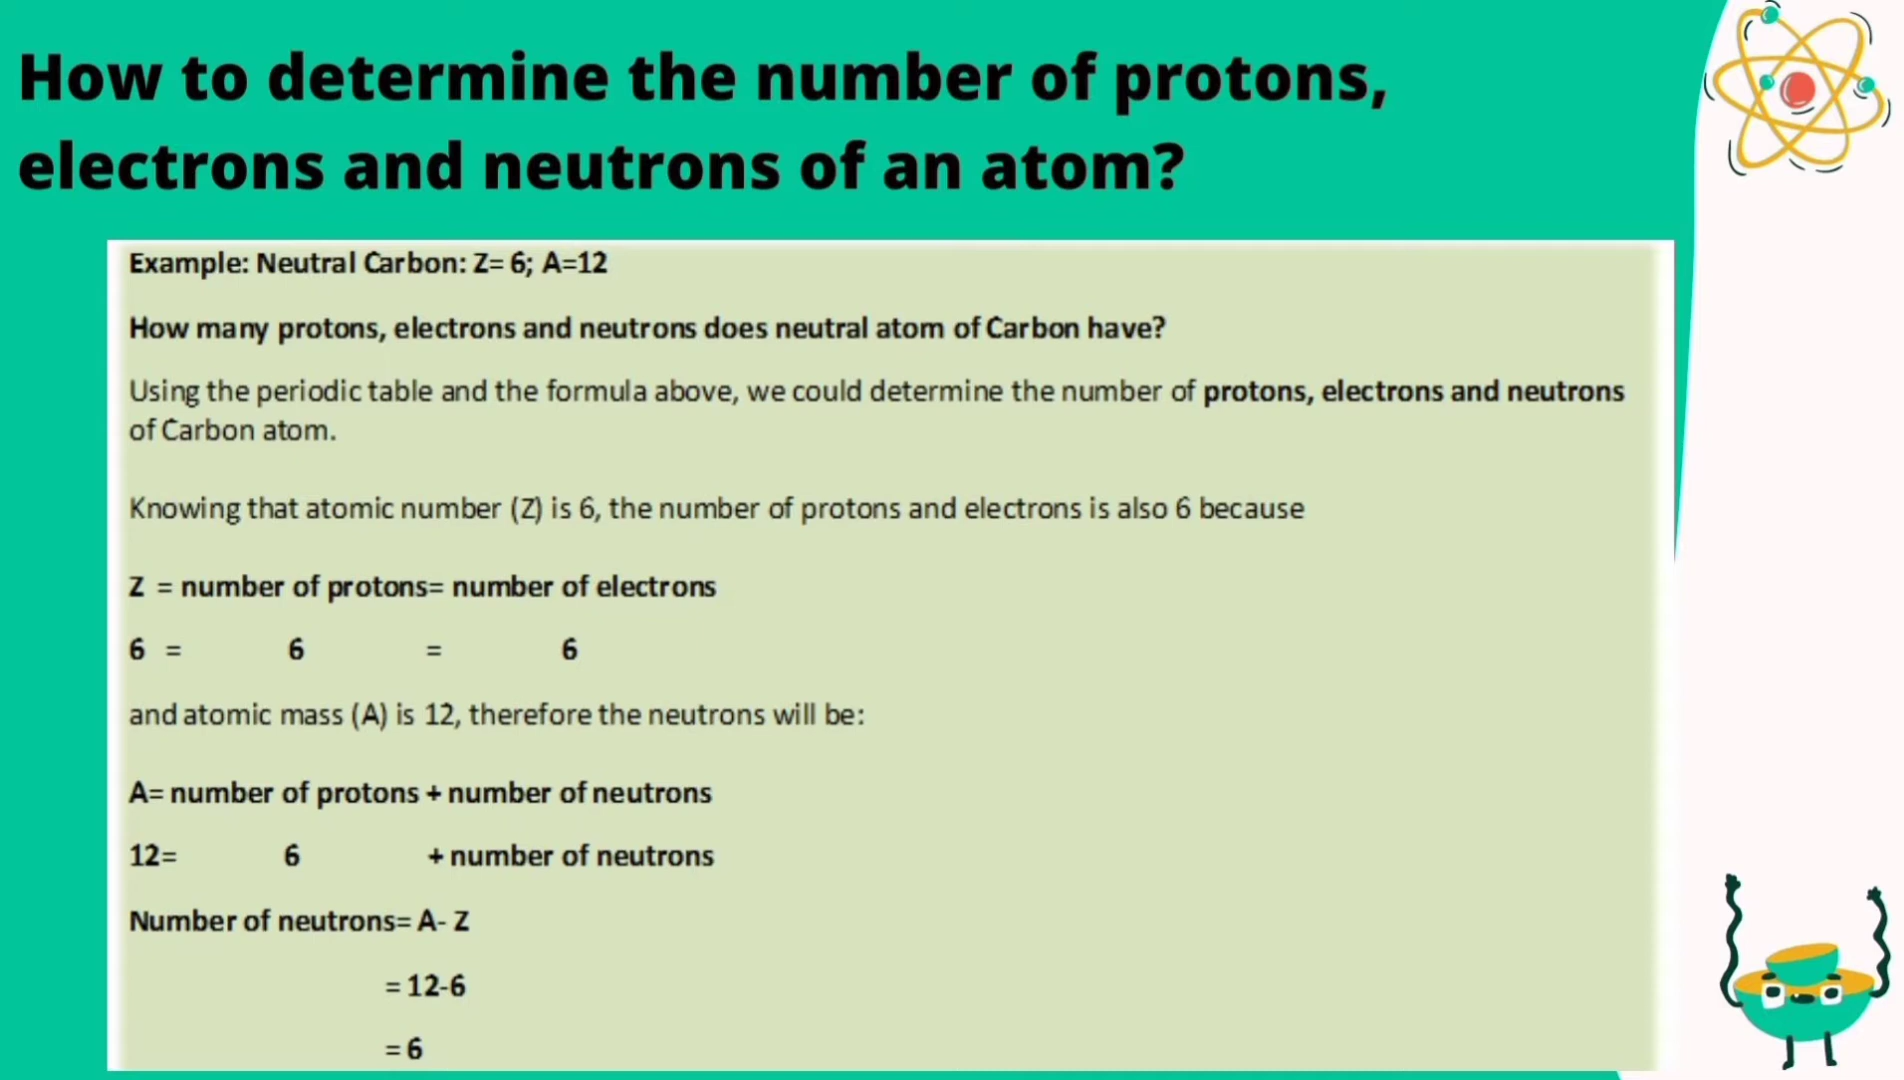 How to determine the number of protons,
electrons and neutrons of an atom?
Example: Neutral Carbon: Z= 6; A=12
How many protons, electrons and neutrons does neutral atom of Carbon have?
Using the periodic table and the formula above, we could determine the number of protons, electrons and neutrons
of Carbon atom.
Knowing that atomic number (Z) is 6, the number of protons and electrons is also 6 because
Z = number of protons= number of electrons
6 = 6 = 6
and atomic mass (A) is 12, therefore the neutrons will be:
A= number of protons + number of neutrons
12= 6 + number of neutrons
Number of neutrons= A- Z
= 12-6
= 6